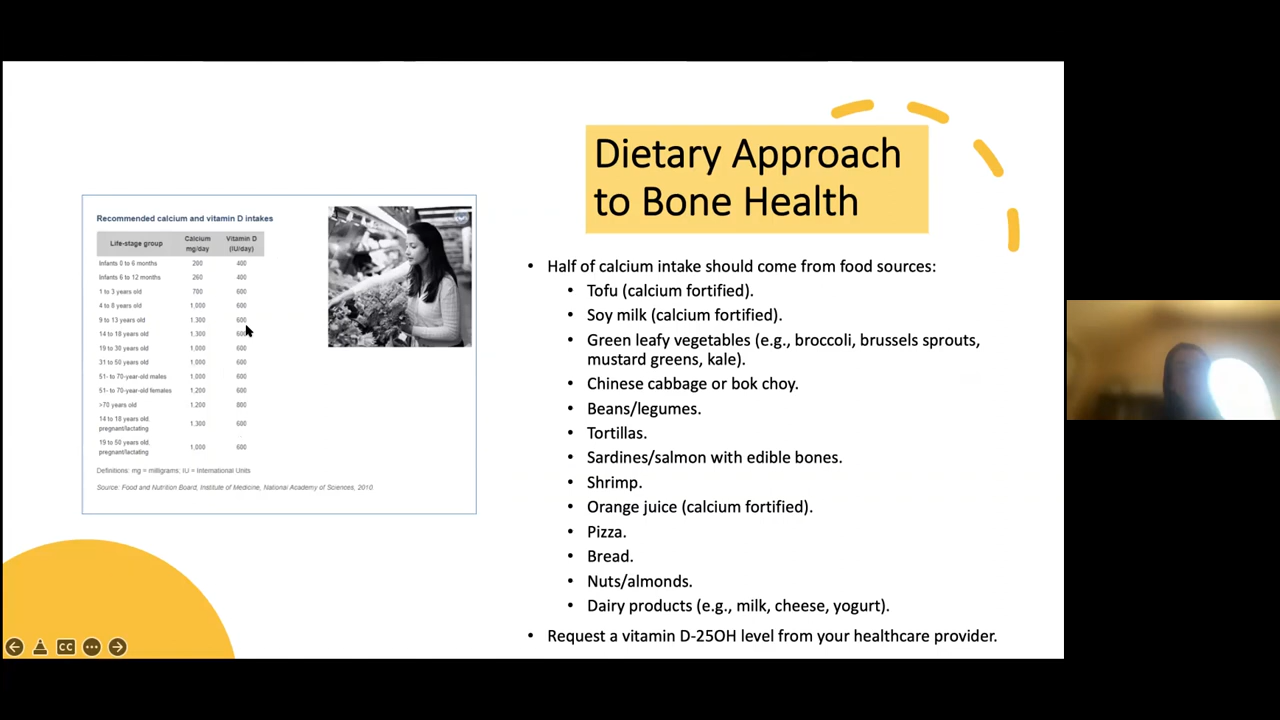 Dietary Approach
to Bone Health
Recommended calcium and vitamin D intakes
Life-stage group Calcium mg/day Vitamin D (IU/day)
Infants 0 to 6 months 200 400
Infants 6 to 12 months 260 400
1 to 3 years old 700 600
4 to 8 years old 1,000 600
9 to 13 years old 1,300 600
14 to 18 years old 1,300 600
19 to 30 years old 1,000 600
31 to 50 years old 1,000 600
51- to 70-year-old males 1,000 600
51- to 70-year-old females 1,200 600
>70 years old 1,200 800
14 to 18 years old, pregnant/lactating 1,300 600
19 to 50 years old, pregnant/lactating 1,000 600
Definitions: mg = milligrams; IU = International Units
Source: Food and Nutrition Board, Institute of Medicine, National Academy of Sciences, 2010
• Half of calcium intake should come from food sources:
• Tofu (calcium fortified).
• Soy milk (calcium fortified).
• Green leafy vegetables (e.g., broccoli, brussels sprouts,
mustard greens, kale).
• Chinese cabbage or bok choy.
• Beans/legumes.
• Tortillas.
• Sardines/salmon with edible bones.
• Shrimp.
• Orange juice (calcium fortified).
• Pizza.
• Bread.
• Nuts/almonds.
• Dairy products (e.g., milk, cheese, yogurt).
• Request a vitamin D-25OH level from your healthcare provider.
CC